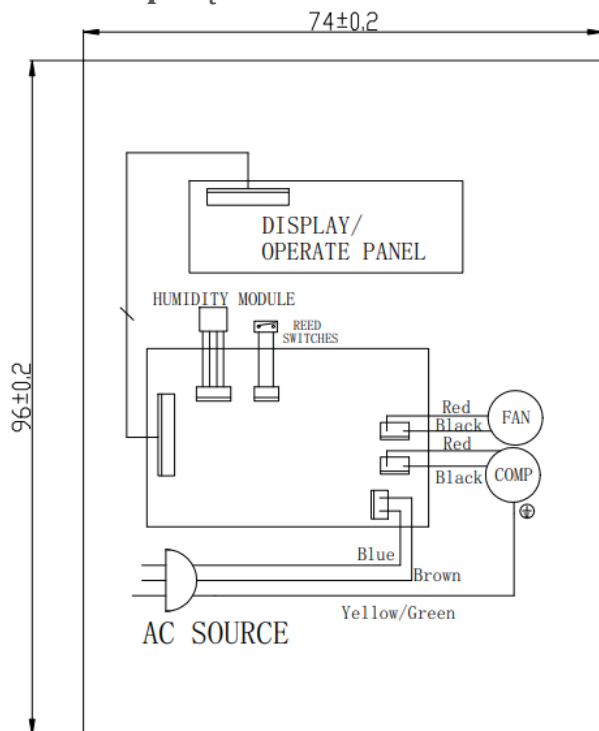 74±0.2
96±0.2
DISPLAY/
OPERATE PANEL
HUMIDITY MODULE
REED
SWITCHES
Red
Black
FAN
Red
Black
COMP
Blue
Brown
Yellow/Green
AC SOURCE